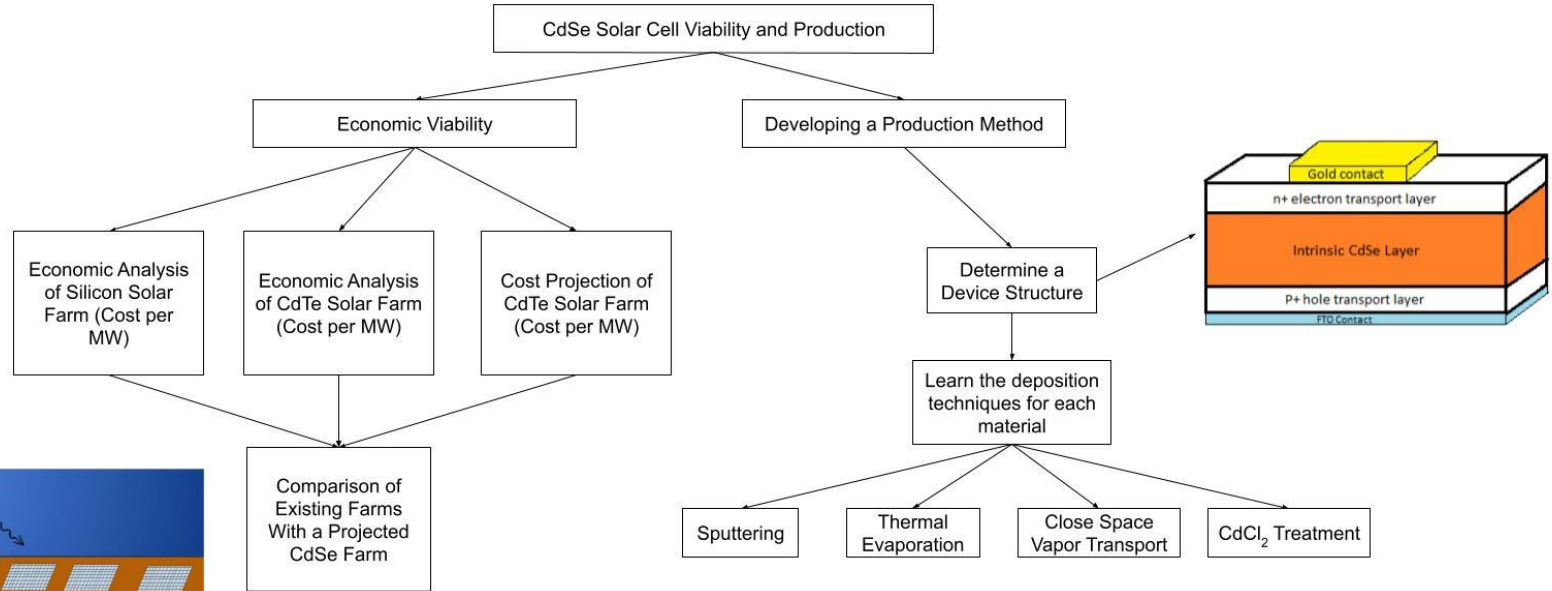 CdSe Solar Cell Viability and Production
Economic Viability
Developing a Production Method
Economic Analysis
of Silicon Solar
Farm (Cost per
MW)
Economic Analysis
of CdTe Solar Farm
(Cost per MW)
Cost Projection of
CdTe Solar Farm
(Cost per MW)
Comparison of
Existing Farms
With a Projected
CdSe Farm
Determine a
Device Structure
Gold contact
n+ electron transport layer
Intrinsic CdSe Layer
P+ hole transport layer
FTO Contact
Learn the deposition
techniques for each
material
Sputtering
Thermal
Evaporation
Close Space
Vapor Transport
CdCl₂ Treatment